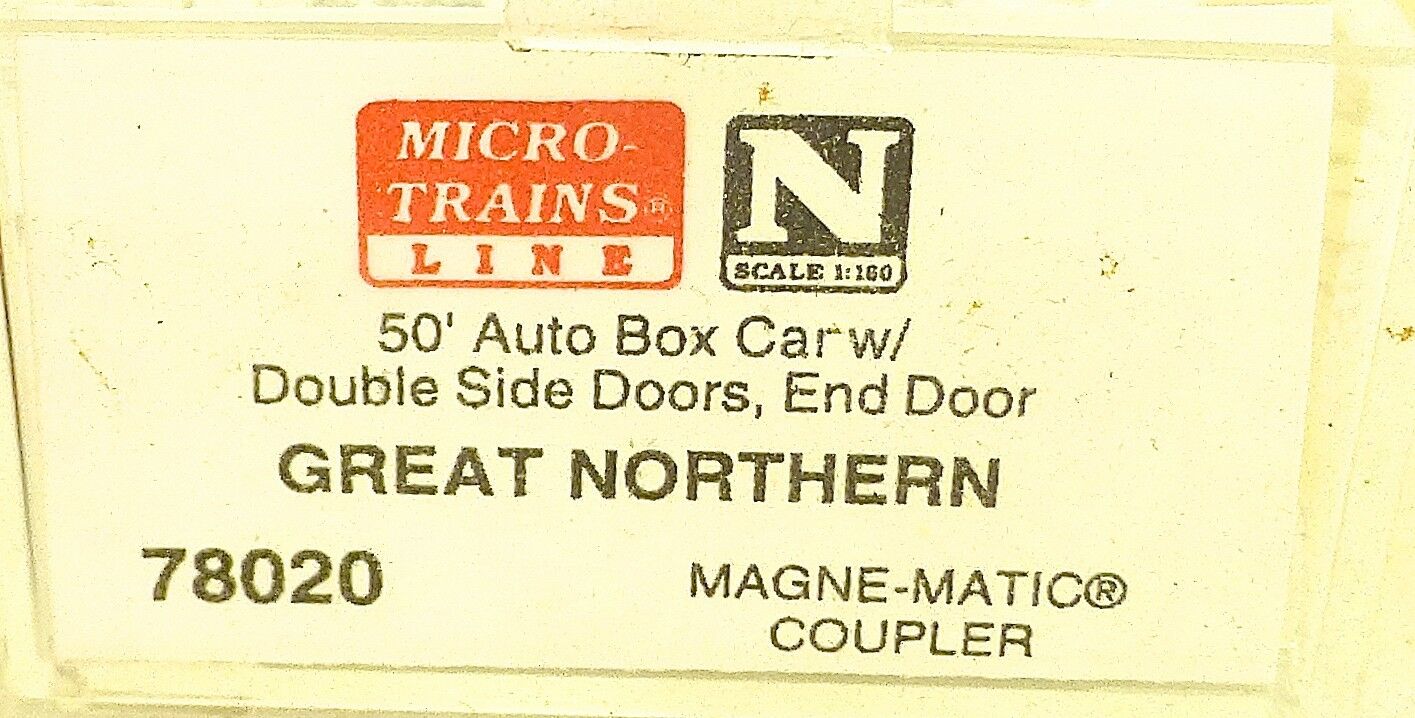 MICRO-
TRAINS®
LINE
N
SCALE 1:160
50' Auto Box Car w/
Double Side Doors, End Door
GREAT NORTHERN
78020
MAGNE-MATIC®
COUPLER